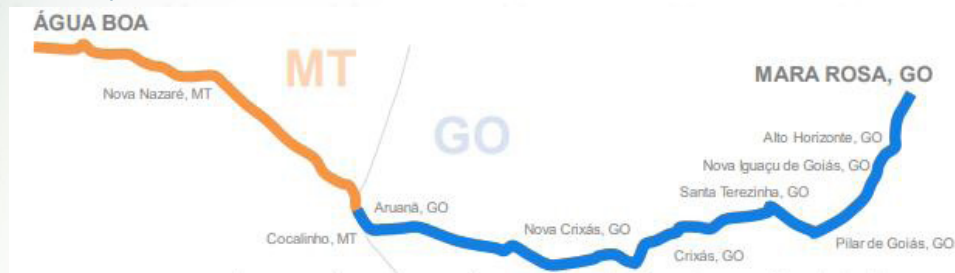 ÁGUA BOA
MT
Nova Nazaré, MT
MARA ROSA, GO
GO
Alto Horizonte, GO
Nova Iguaçu de Goiás, GO
Santa Terezinha, GO
Aruanã, GO
Nova Crixás, GO
Cocalinho, MT
Pilar de Goiás, GO
Crixás, GO